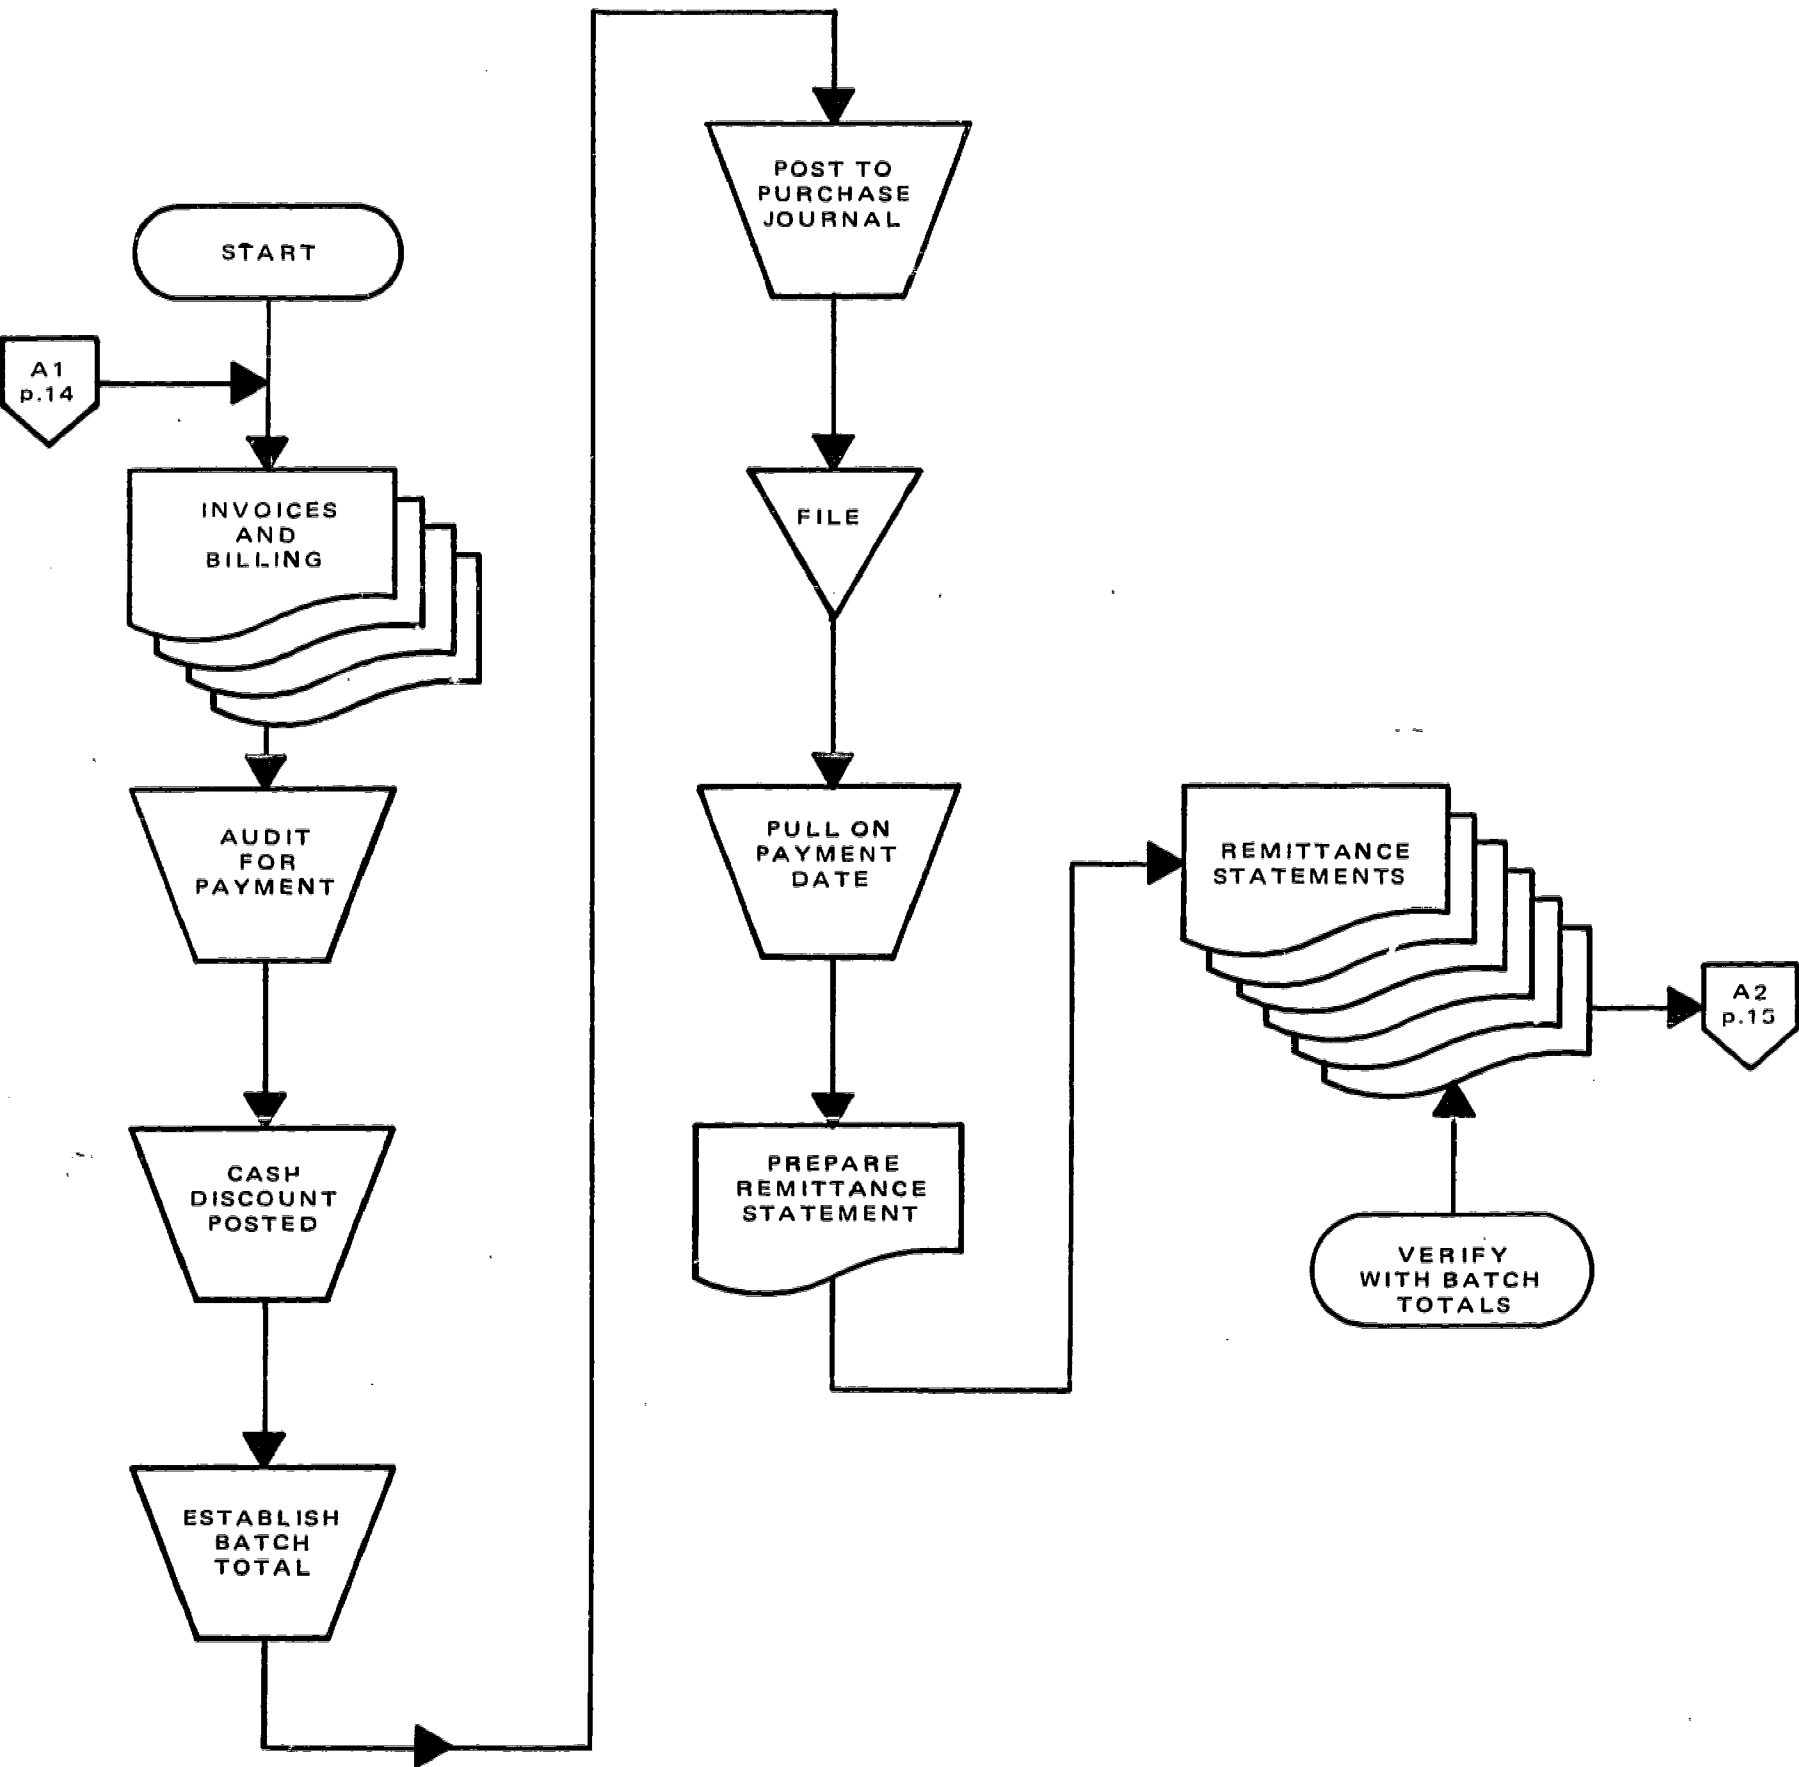 START
A1
p.14
INVOICES
AND
BILLING
AUDIT
FOR
PAYMENT
CASH
DISCOUNT
POSTED
ESTABLISH
BATCH
TOTAL
POST TO
PURCHASE
JOURNAL
FILE
PULL ON
PAYMENT
DATE
PREPARE
REMITTANCE
STATEMENT
REMITTANCE
STATEMENTS
A2
p.15
VERIFY
WITH BATCH
TOTALS